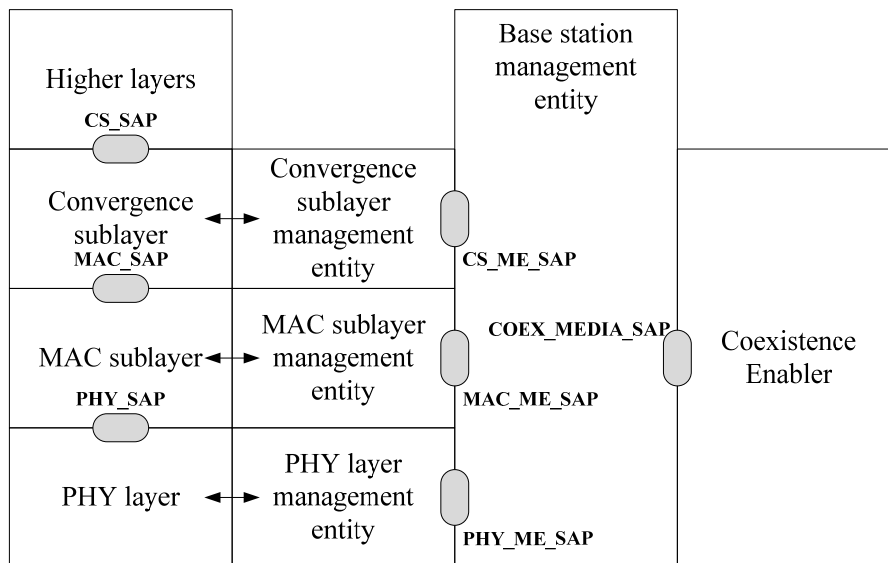 Higher layers
CS_SAP
Convergence
sublayer
MAC_SAP
MAC sublayer
PHY_SAP
PHY layer
Convergence
sublayer
management
entity
MAC sublayer
management
entity
PHY layer
management
entity
Base station
management
entity
CS_ME_SAP
COEX_MEDIA_SAP
MAC_ME_SAP
PHY_ME_SAP
Coexistence
Enabler